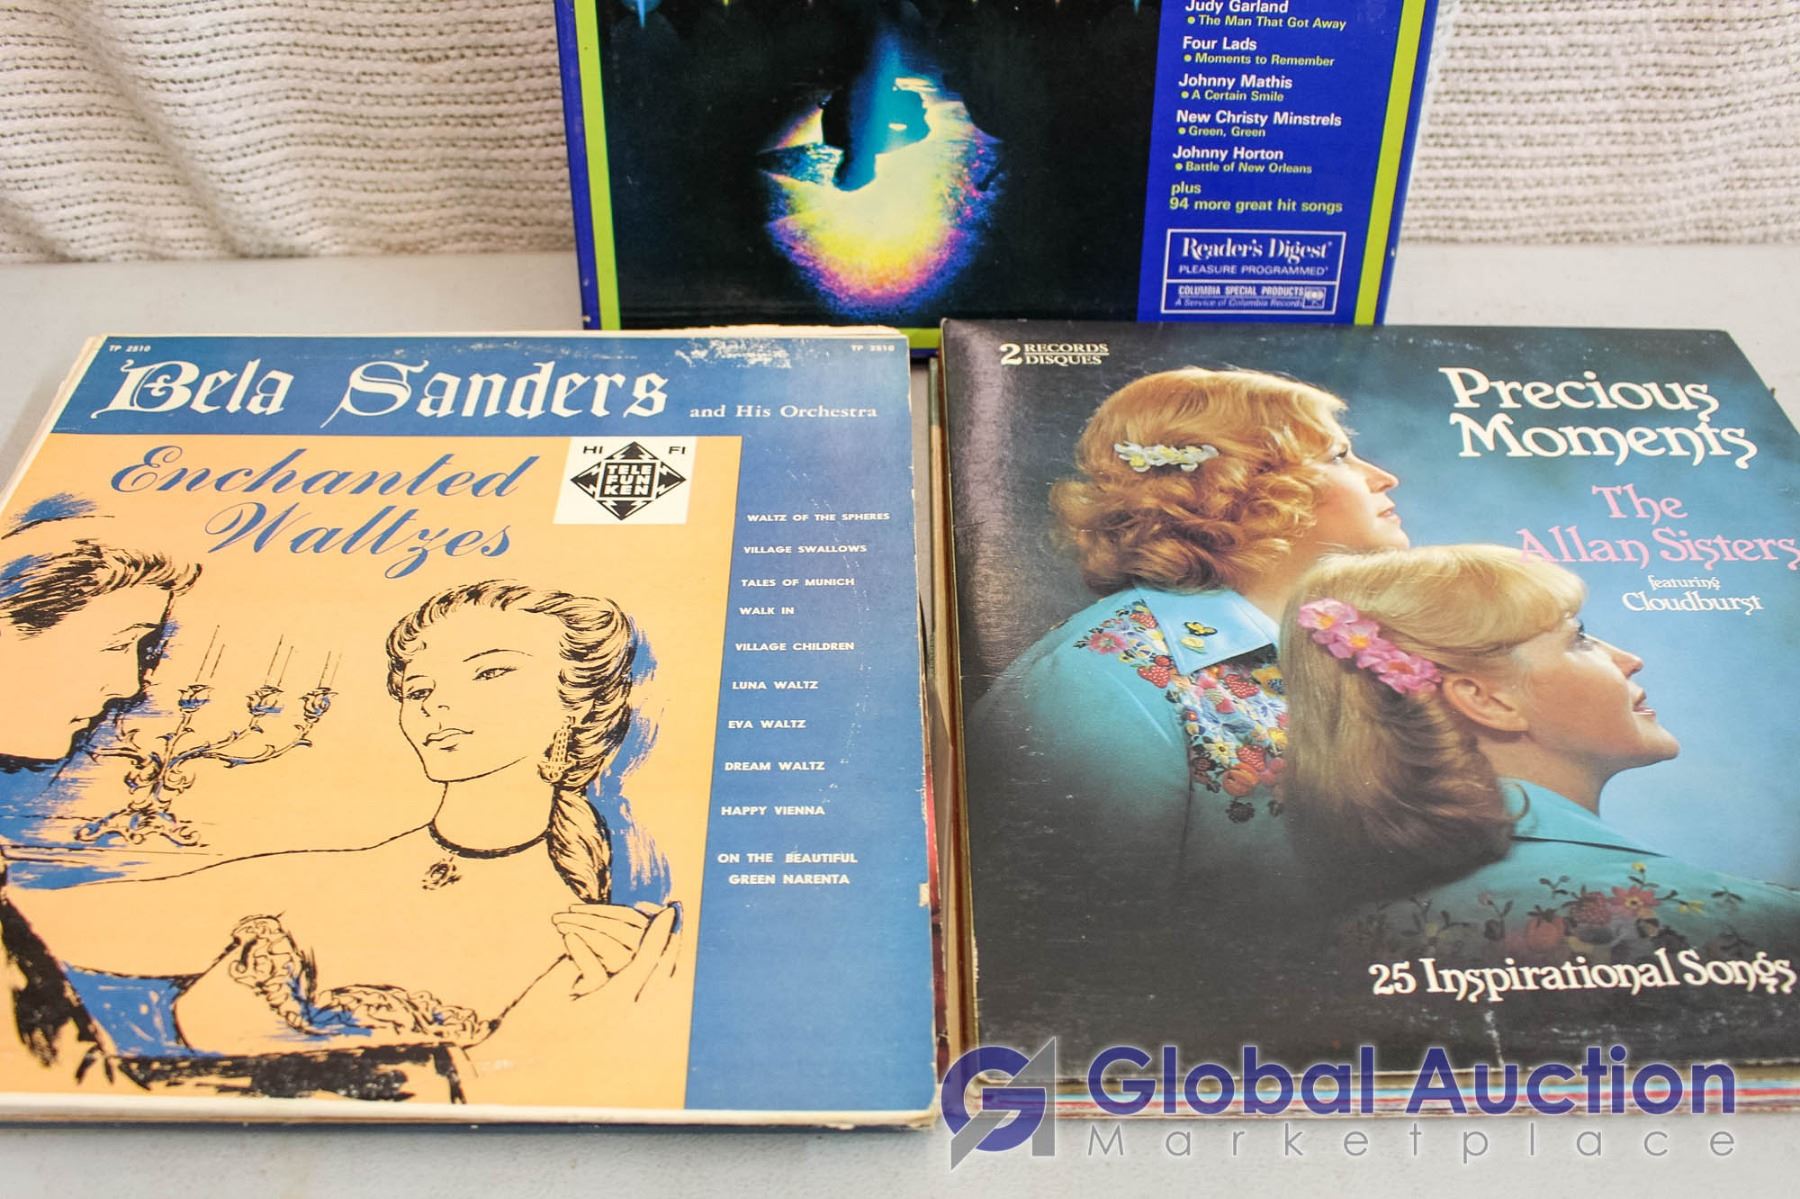 Judy Garland
• The Man That Got Away
Four Lads
• Moments to Remember
Johnny Mathis
• A Certain Smile
New Christy Minstrels
• Green, Green
Johnny Horton
• Battle of New Orleans
plus
94 more great hit songs
Reader's Digest®
PLEASURE PROGRAMMED®
COLUMBIA SPECIAL PRODUCTS
A Service of Columbia Records
TP 2510
TP 2510
Bela Sanders and His Orchestra
Enchanted
Waltzes
HI FI
TELE
FUN
KEN
WALTZ OF THE SPHERES
VILLAGE SWALLOWS
TALES OF MUNICH
WALK IN
VILLAGE CHILDREN
LUNA WALTZ
EVA WALTZ
DREAM WALTZ
HAPPY VIENNA
ON THE BEAUTIFUL
GREEN NARENTA
2 RECORDS
DISQUES
Precious
Moments
The
Allan Sisters
featuring
Cloudburst
25 Inspirational Songs
Global Auction
Marketplace